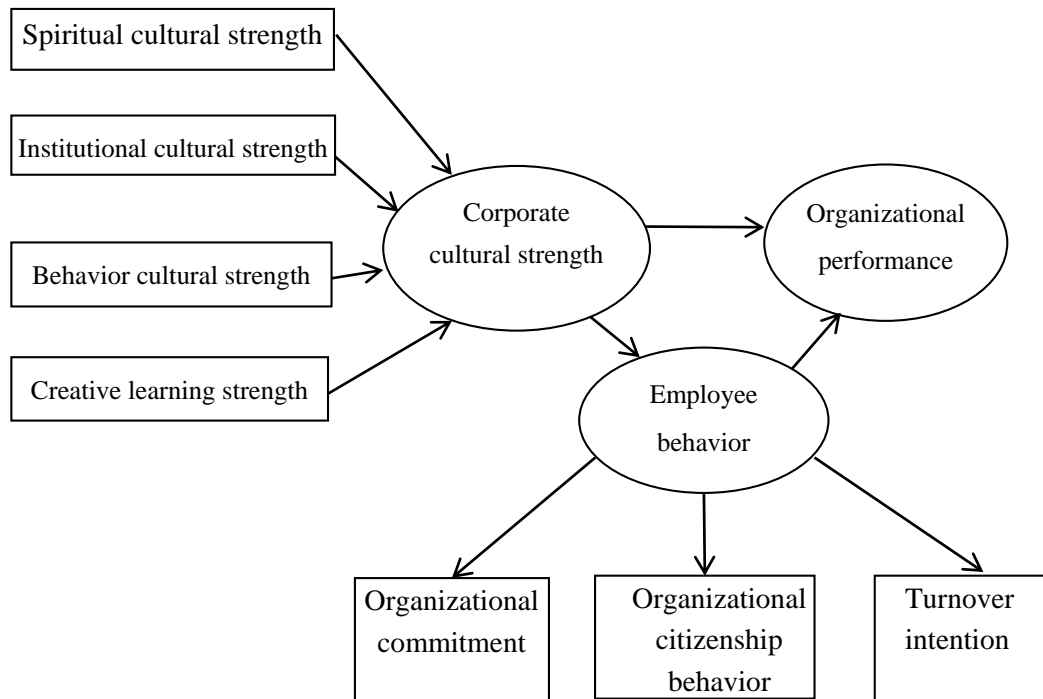 Spiritual cultural strength
Institutional cultural strength
Behavior cultural strength
Creative learning strength
Corporate
cultural strength
Organizational
performance
Employee
behavior
Organizational
commitment
Organizational
citizenship
behavior
Turnover
intention